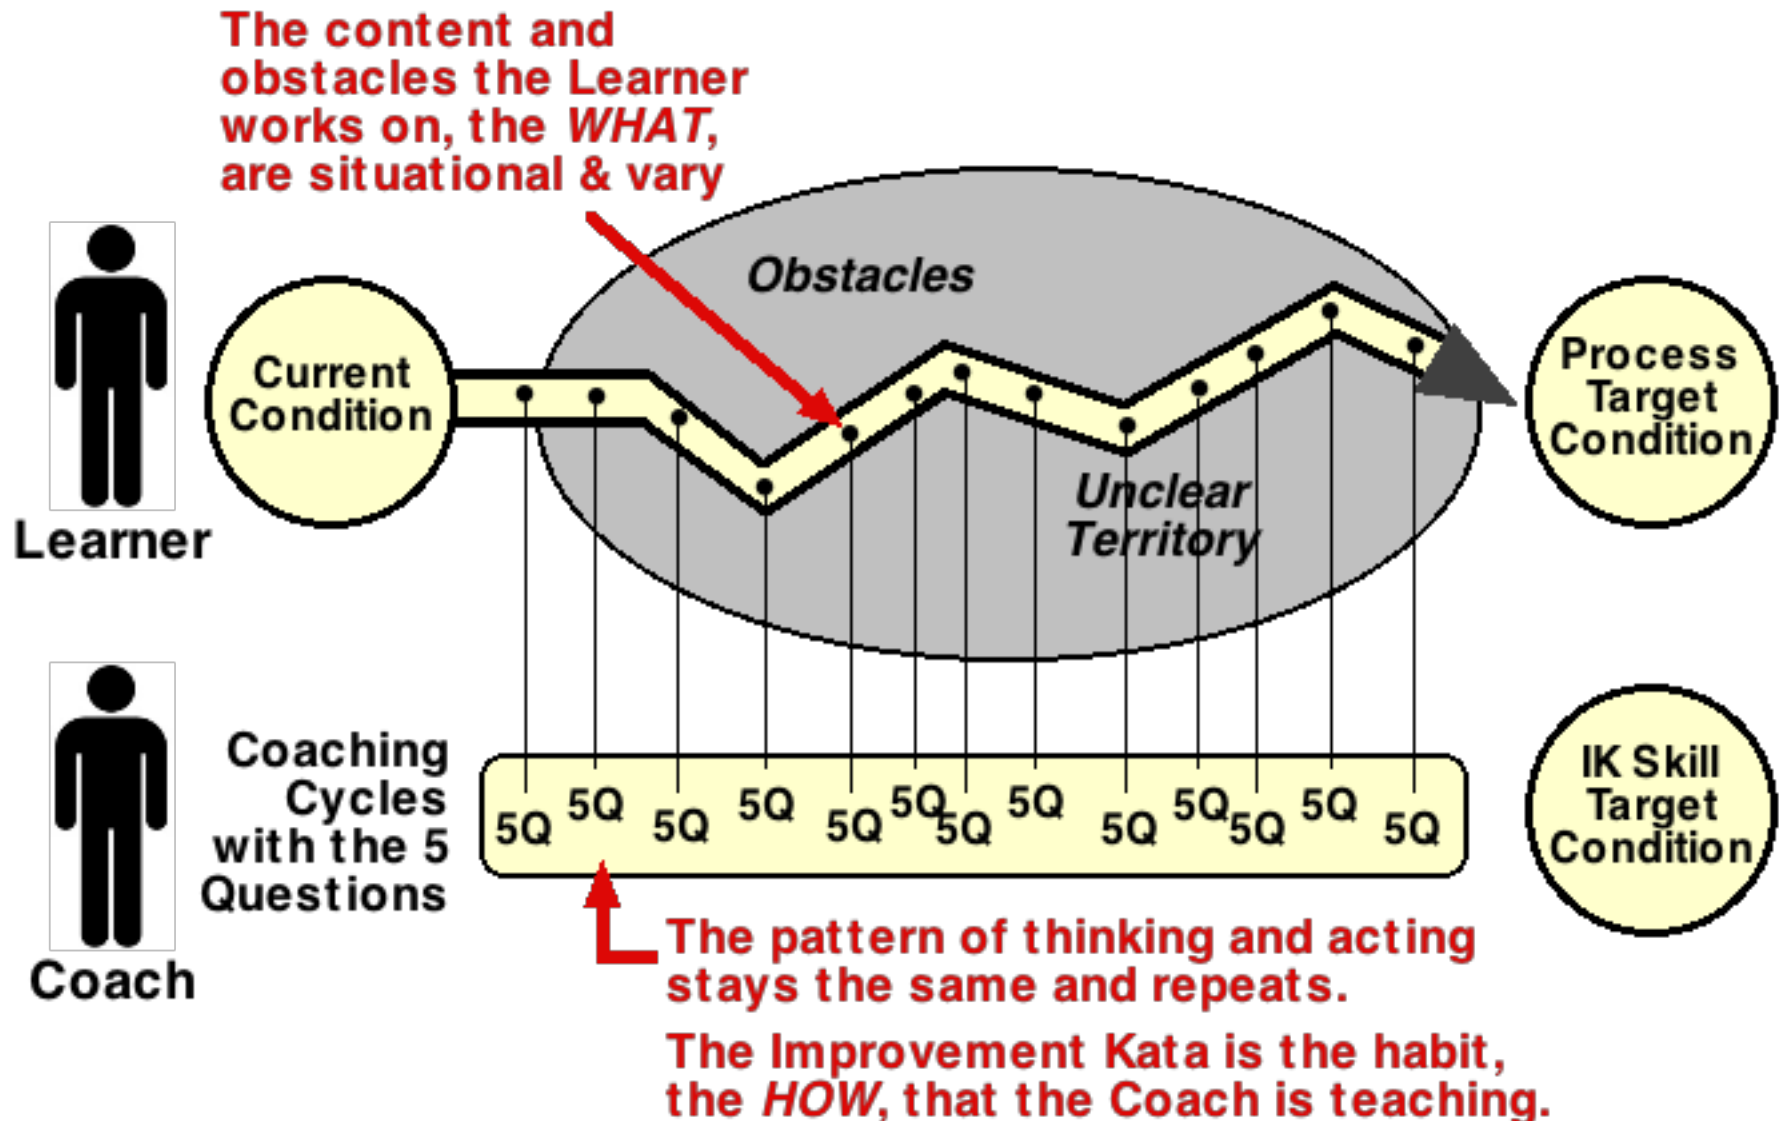 The content and
obstacles the Learner
works on, the WHAT,
are situational & vary
Obstacles
Current
Condition
Process
Target
Condition
Unclear
Territory
Learner
Coaching
Cycles
with the 5
Questions
5Q 5Q 5Q 5Q 5Q 5Q 5Q 5Q 5Q 5Q 5Q 5Q 5Q
IK Skill
Target
Condition
Coach
The pattern of thinking and acting
stays the same and repeats.
The Improvement Kata is the habit,
the HOW, that the Coach is teaching.